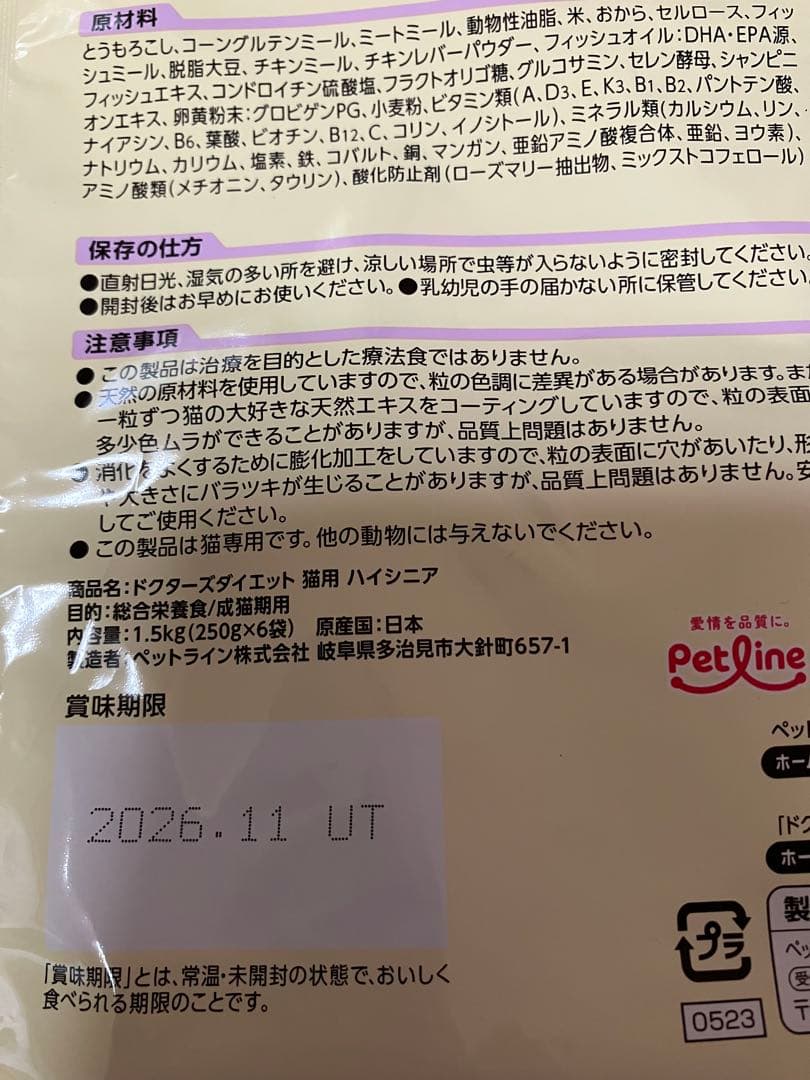 原材料
とうもろこし、コーングルテンミール、ミートミール、動物性油脂、米、おから、セルロース、フィッ
シュミール、脱脂大豆、チキンミール、チキンレバーパウダー、フィッシュオイル:DHA・EPA源、
フィッシュエキス、コンドロイチン硫酸塩、フラクトオリゴ糖、グルコサミン、セレン酵母、シャンピニ
オンエキス、卵黄粉末:グロビゲンPG、小麦粉、ビタミン類(A、D3、E、K3、B1、B2、パントテン酸、
ナイアシン、B6、葉酸、ビオチン、B12、C、コリン、イノシトール)、ミネラル類(カルシウム、リン、
ナトリウム、カリウム、塩素、鉄、コバルト、銅、マンガン、亜鉛アミノ酸複合体、亜鉛、ヨウ素)、
アミノ酸類(メチオニン、タウリン)、酸化防止剤(ローズマリー抽出物、ミックストコフェロール)
保存の仕方
●直射日光、湿気の多い所を避け、涼しい場所で虫等が入らないように密封してください。
●開封後はお早めにお使いください。●乳幼児の手の届かない所に保管してください。
注意事項
●この製品は治療を目的とした療法食ではありません。
●天然の原材料を使用していますので、粒の色調に差異がある場合があります。また
一粒ずつ猫の大好きな天然エキスをコーティングしていますので、粒の表面
多少色ムラができることがありますが、品質上問題はありません。
●消化をよくするために膨化加工をしていますので、粒の表面に穴があいたり、形
や大きさにバラツキが生じることがありますが、品質上問題はありません。安
してご使用ください。
●この製品は猫専用です。他の動物には与えないでください。
商品名:ドクターズダイエット 猫用 ハイシニア
目的:総合栄養食/成猫期用
内容量:1.5kg(250g×6袋) 原産国:日本
製造者:ペットライン株式会社 岐阜県多治見市大針町657-1
愛情を品質に。
Petline
賞味期限
2026.11 UT
「賞味期限」とは、常温・未開封の状態で、おいしく
食べられる期限のことです。
ペット
ホーム
「ドク
ホー
プラ
0523
製
ペッ
受
〒